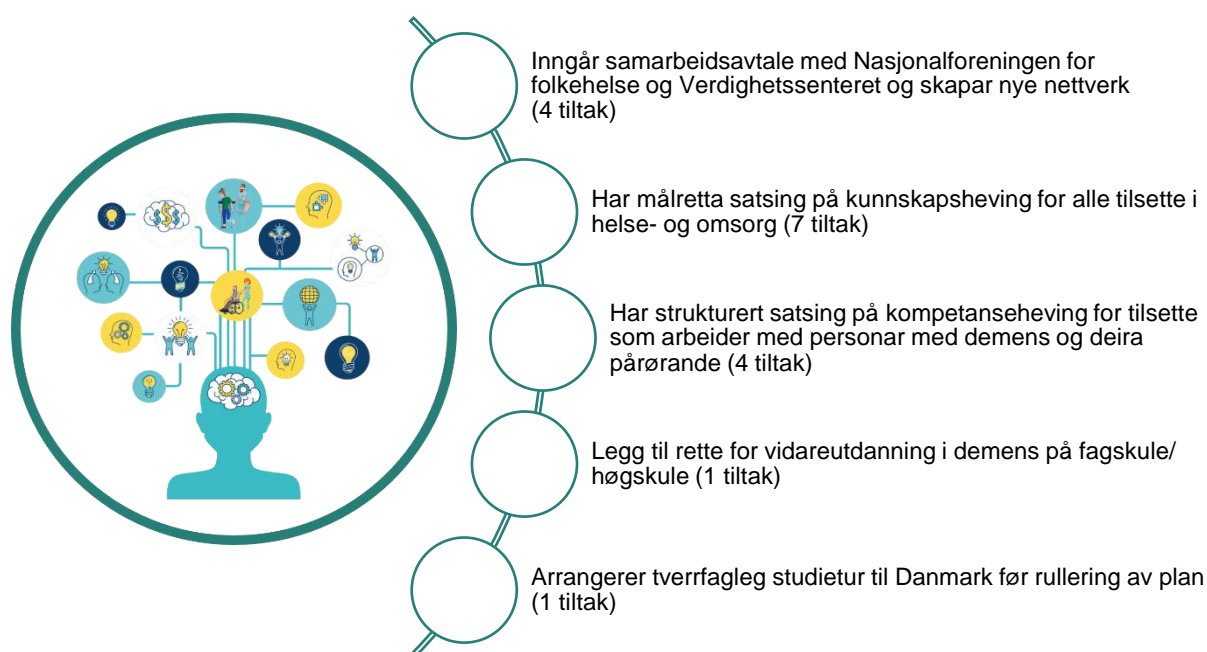 Inngår samarbeidsavtale med Nasjonalforeningen for
folkehelse og Verdighetssenteret og skapar nye nettverk
(4 tiltak)
Har målretta satsing på kunnskapsheving for alle tilsette i
helse- og omsorg (7 tiltak)
Har strukturert satsing på kompetanseheving for tilsette
som arbeider med personar med demens og deira
pårørande (4 tiltak)
Legg til rette for vidareutdanning i demens på fagskule/
høgskule (1 tiltak)
Arrangerer tverrfagleg studietur til Danmark før rullering av plan
(1 tiltak)